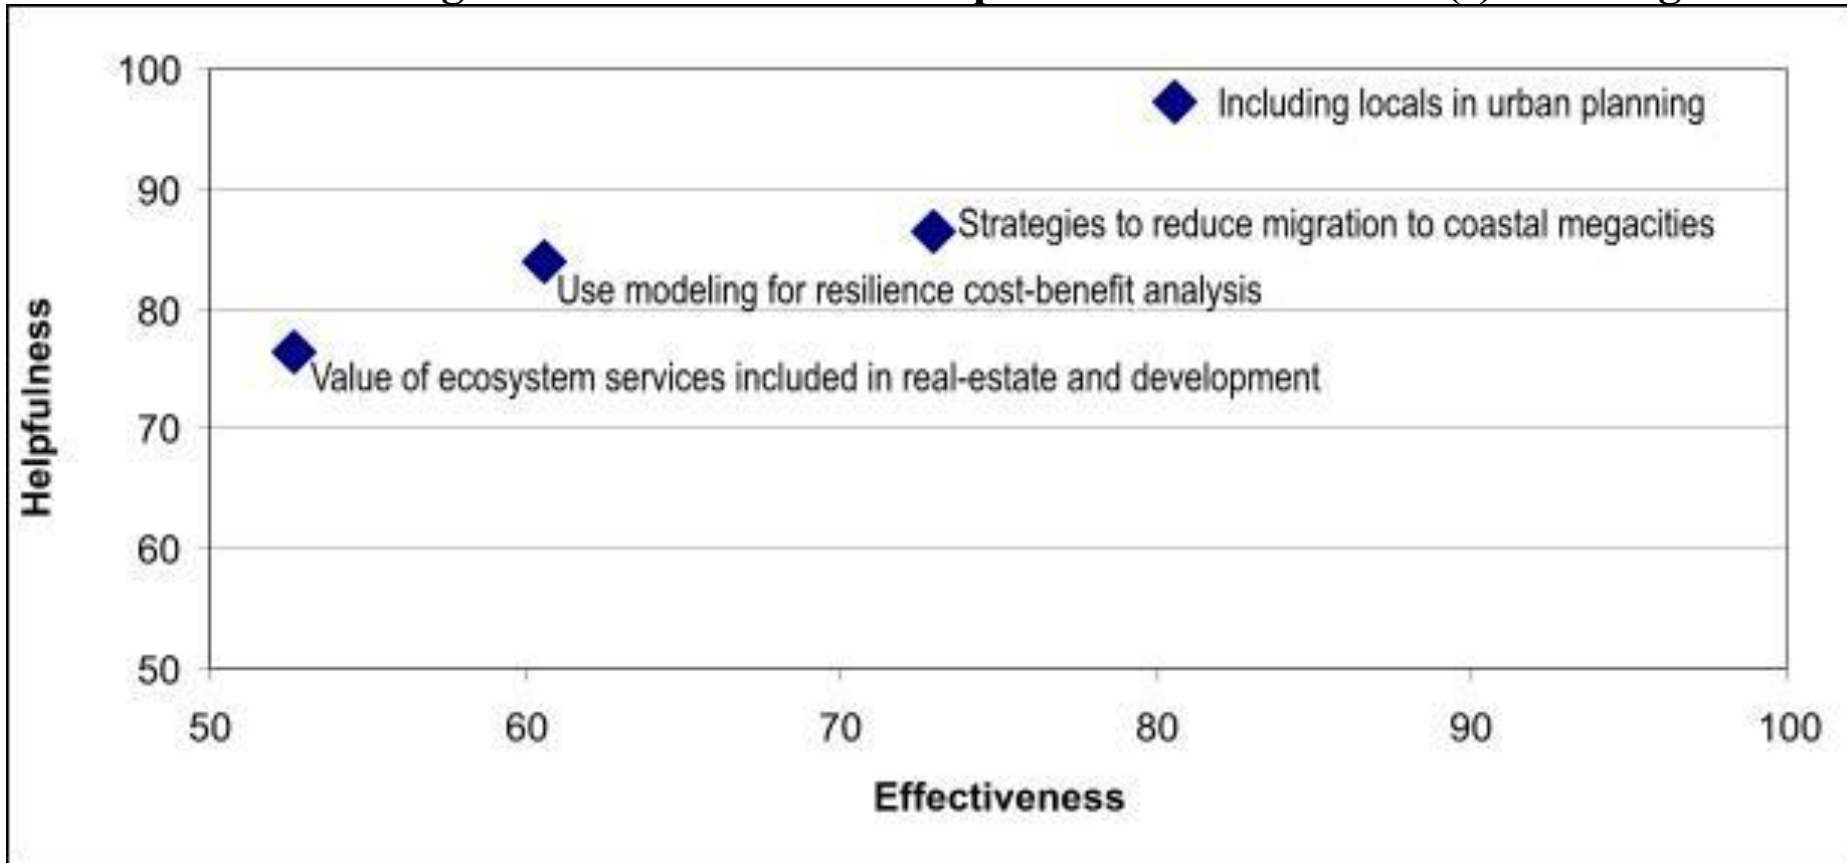 100
Including locals in urban planning
90
Strategies to reduce migration to coastal megacities
Use modeling for resilience cost-benefit analysis
80
Value of ecosystem services included in real-estate and development
70
60
50
Helpfulness
50 60 70 80 90 100
Effectiveness